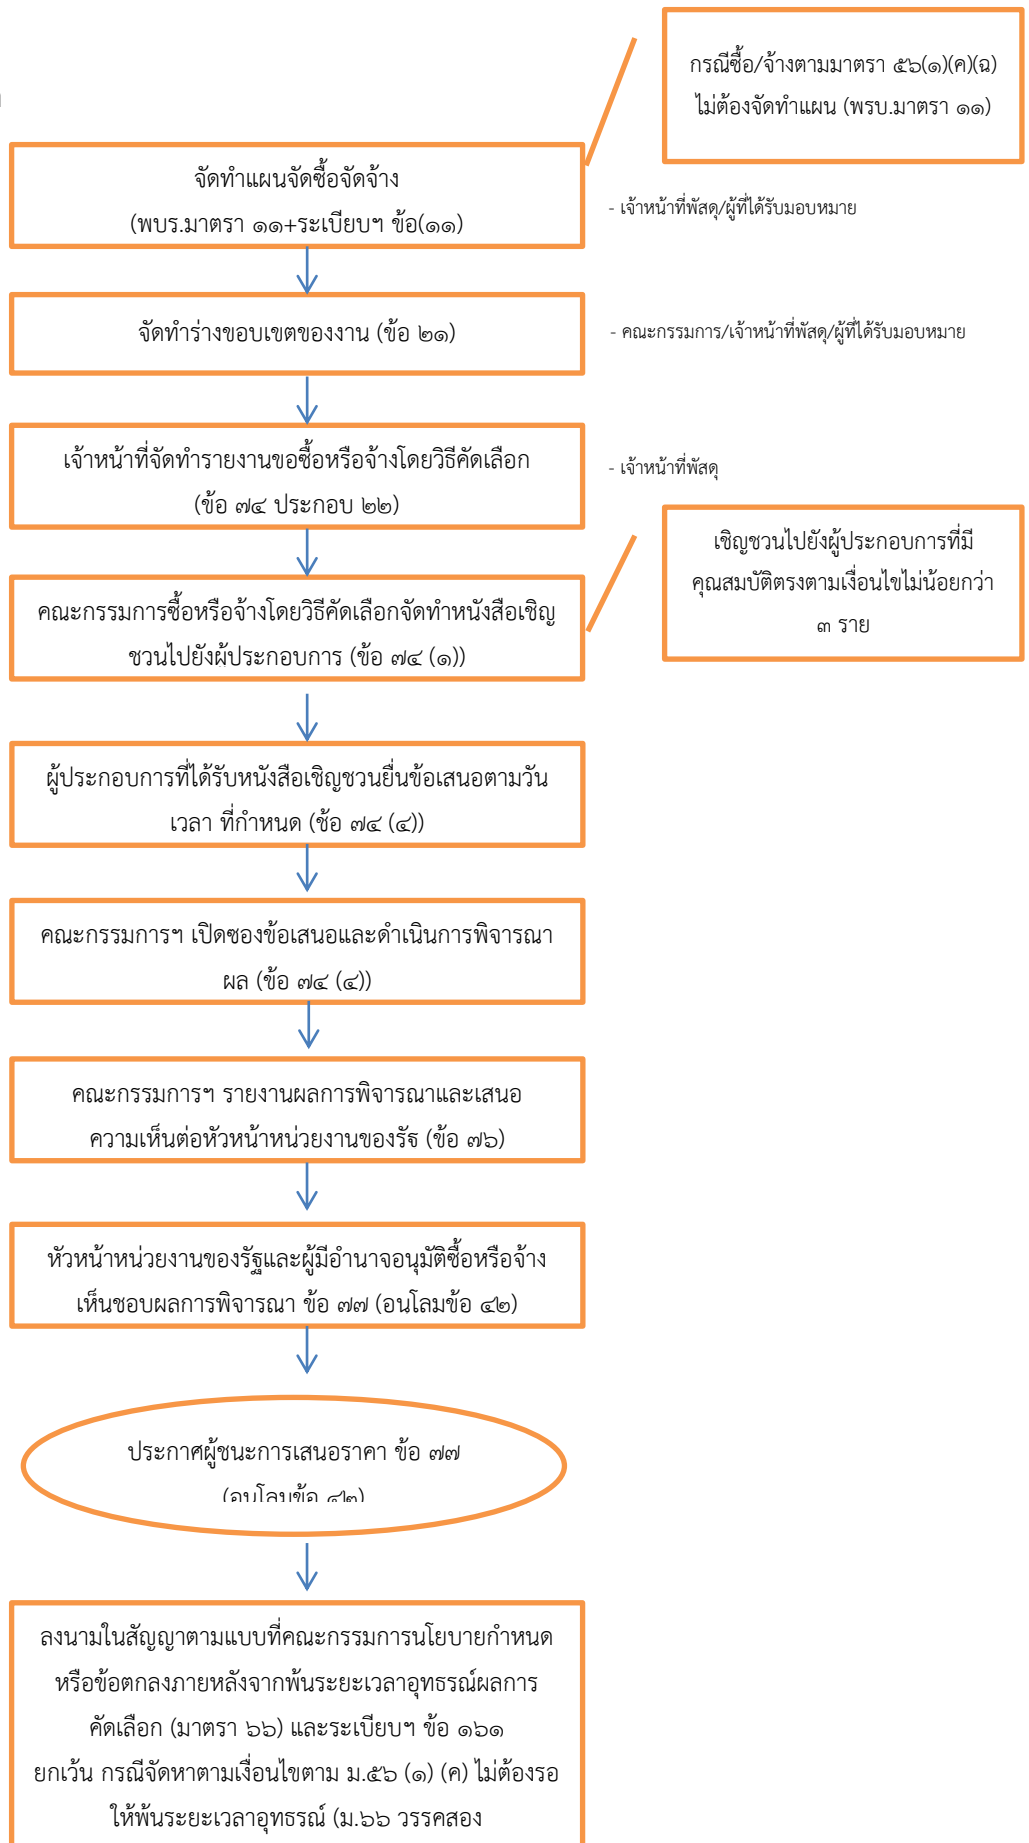 กรณีซื้อ/จ้างตามมาตรา ๕๖(๑)(ค)(ฉ)
ไม่ต้องจัดทำแผน (พรบ.มาตรา ๑๑)
จัดทำแผนจัดซื้อจัดจ้าง
(พบร.มาตรา ๑๑+ระเบียบฯ ข้อ(๑๑)
- เจ้าหน้าที่พัสดุ/ผู้ที่ได้รับมอบหมาย
จัดทำร่างขอบเขตของงาน (ข้อ ๒๑)
- คณะกรรมการ/เจ้าหน้าที่พัสดุ/ผู้ที่ได้รับมอบหมาย
เจ้าหน้าที่จัดทำรายงานขอซื้อหรือจ้างโดยวิธีคัดเลือก
(ข้อ ๗๔ ประกอบ ๒๒)
- เจ้าหน้าที่พัสดุ
เชิญชวนไปยังผู้ประกอบการที่มี
คุณสมบัติตรงตามเงื่อนไขไม่น้อยกว่า
๓ ราย
คณะกรรมการซื้อหรือจ้างโดยวิธีคัดเลือกจัดทำหนังสือเชิญ
ชวนไปยังผู้ประกอบการ (ข้อ ๗๔ (๑))
ผู้ประกอบการที่ได้รับหนังสือเชิญชวนยื่นข้อเสนอตามวัน
เวลา ที่กำหนด (ช้อ ๗๔ (๔))
คณะกรรมการฯ เปิดซองข้อเสนอและดำเนินการพิจารณา
ผล (ข้อ ๗๔ (๔))
คณะกรรมการฯ รายงานผลการพิจารณาและเสนอ
ความเห็นต่อหัวหน้าหน่วยงานของรัฐ (ข้อ ๗๖)
หัวหน้าหน่วยงานของรัฐและผู้มีอำนาจอนุมัติซื้อหรือจ้าง
เห็นชอบผลการพิจารณา ข้อ ๗๗ (อนโลมข้อ ๔๒)
ประกาศผู้ชนะการเสนอราคา ข้อ ๗๗
(อนุโลมข้อ ๔๒)
ลงนามในสัญญาตามแบบที่คณะกรรมการนโยบายกำหนด
หรือข้อตกลงภายหลังจากพ้นระยะเวลาอุทธรณ์ผลการ
คัดเลือก (มาตรา ๖๖) และระเบียบฯ ข้อ ๑๖๑
ยกเว้น กรณีจัดหาตามเงื่อนไขตาม ม.๕๖ (๑) (ค) ไม่ต้องรอ
ให้พ้นระยะเวลาอุทธรณ์ (ม.๖๖ วรรคสอง